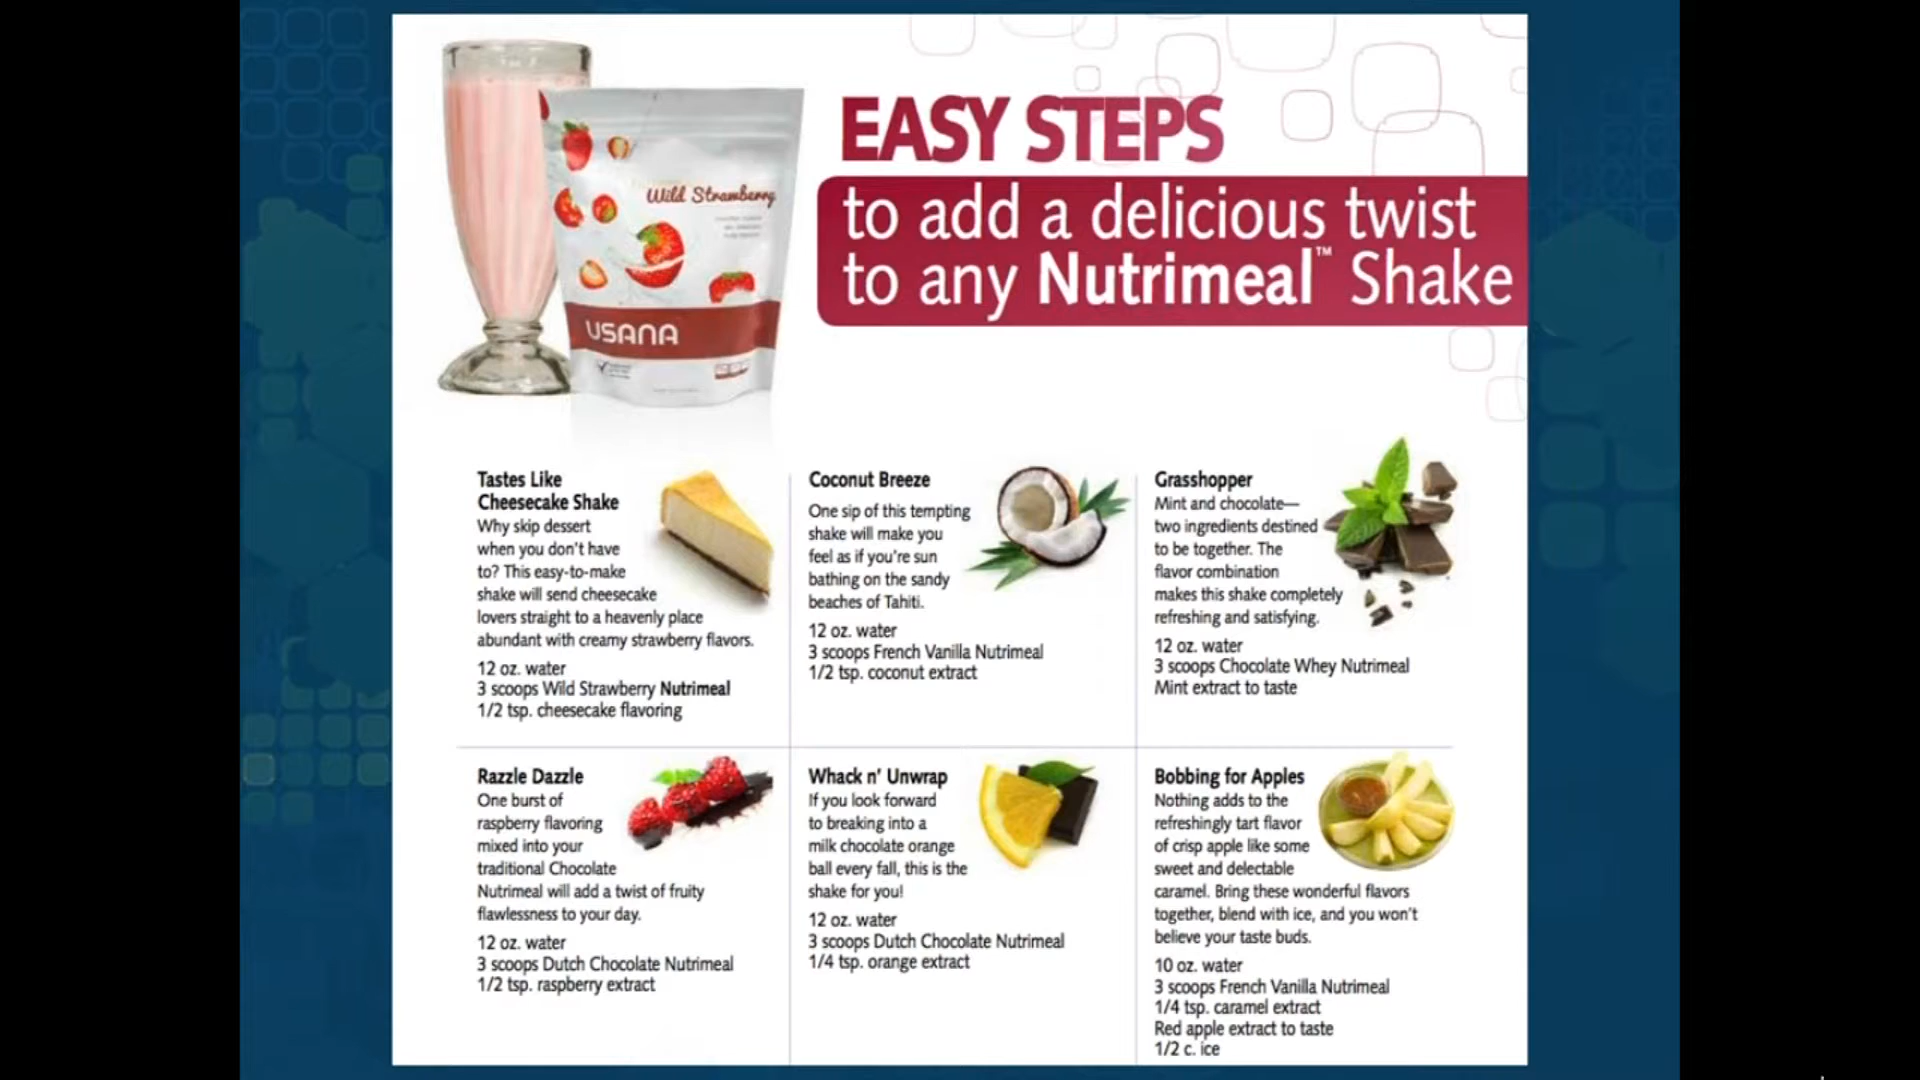 Wild Strawberry
USANA
EASY STEPS
to add a delicious twist
to any Nutrimeal™ Shake
Tastes Like
Cheesecake Shake
Why skip dessert
when you don't have
to? This easy-to-make
shake will send cheesecake
lovers straight to a heavenly place
abundant with creamy strawberry flavors.
12 oz. water
3 scoops Wild Strawberry Nutrimeal
1/2 tsp. cheesecake flavoring
Coconut Breeze
One sip of this tempting
shake will make you
feel as if you're sun
bathing on the sandy
beaches of Tahiti.
12 oz. water
3 scoops French Vanilla Nutrimeal
1/2 tsp. coconut extract
Grasshopper
Mint and chocolate—
two ingredients destined
to be together. The
flavor combination
makes this shake completely
refreshing and satisfying.
12 oz. water
3 scoops Chocolate Whey Nutrimeal
Mint extract to taste
Razzle Dazzle
One burst of
raspberry flavoring
mixed into your
traditional Chocolate
Nutrimeal will add a twist of fruity
flawlessness to your day.
12 oz. water
3 scoops Dutch Chocolate Nutrimeal
1/2 tsp. raspberry extract
Whack n' Unwrap
If you look forward
to breaking into a
milk chocolate orange
ball every fall, this is the
shake for you!
12 oz. water
3 scoops Dutch Chocolate Nutrimeal
1/4 tsp. orange extract
Bobbing for Apples
Nothing adds to the
refreshingly tart flavor
of crisp apple like some
sweet and delectable
caramel. Bring these wonderful flavors
together, blend with ice, and you won't
believe your taste buds.
10 oz. water
3 scoops French Vanilla Nutrimeal
1/4 tsp. caramel extract
Red apple extract to taste
1/2 c. ice